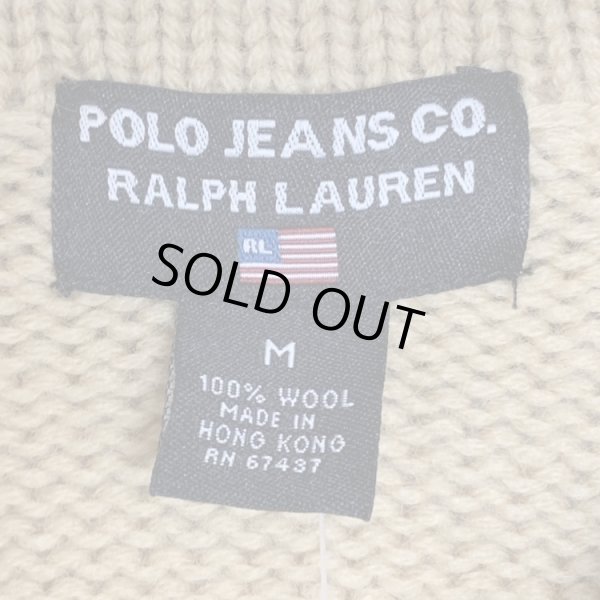 POLO JEANS CO.
RALPH LAUREN
RL
SOLD OUT
M
100% WOOL
MADE IN
HONG KONG
RN 67437